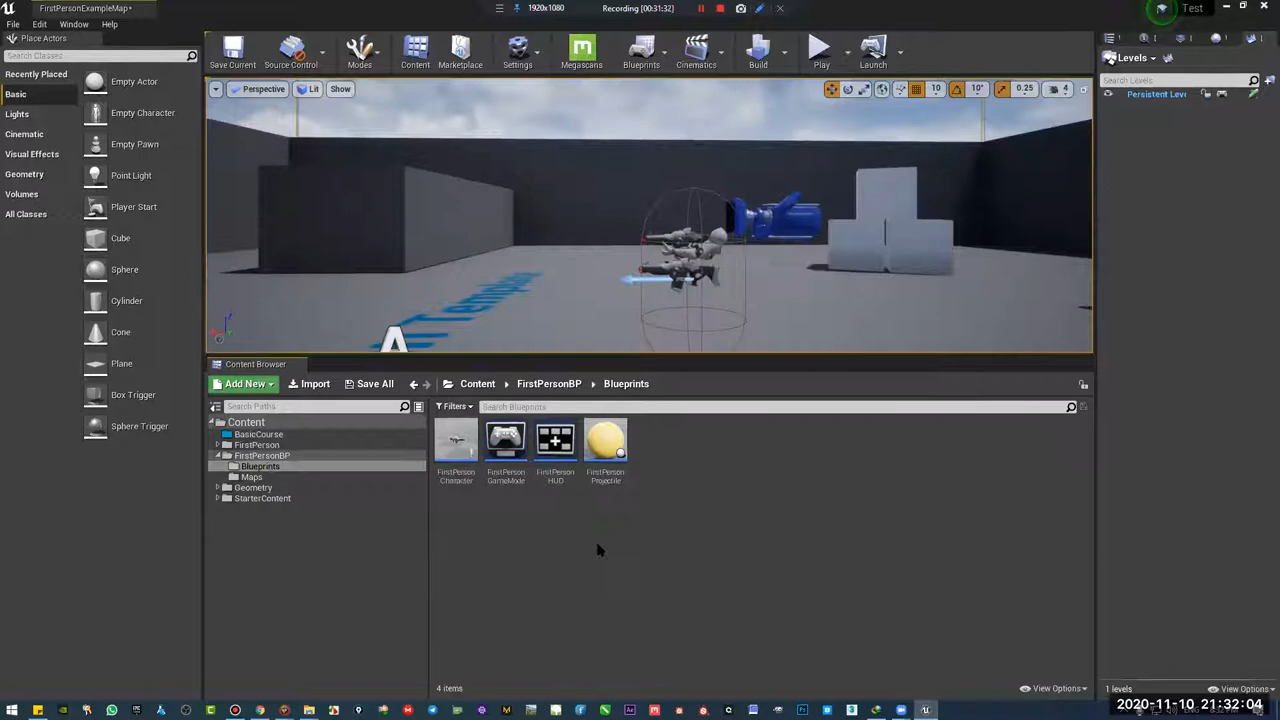 FirstPersonExampleMap*
1920x1080
Recording [00:31:32]
Test
File
Edit
Window
Help
Place Actors
Search Classes
Recently Placed
Basic
Lights
Cinematic
Visual Effects
Geometry
Volumes
All Classes
Empty Actor
Empty Character
Empty Pawn
Point Light
Player Start
Cube
Sphere
Cylinder
Cone
Plane
Box Trigger
Sphere Trigger
Save Current
Source Control
Modes
Content
Marketplace
Settings
Megascans
Blueprints
Cinematics
Build
Play
Launch
Perspective
Lit
Show
10
10°
0.25
4
Levels
Search Levels
Persistent Leve
Content Browser
Add New
Import
Save All
Content
FirstPersonBP
Blueprints
Search Paths
Filters
Search Blueprints
Content
BasicCourse
FirstPerson
FirstPersonBP
Blueprints
Maps
Geometry
StarterContent
FirstPerson
Character
FirstPerson
GameMode
FirstPerson
HUD
FirstPerson
Projectile
4 items
View Options
1 levels
View Options
2020-11-10 21:32:04